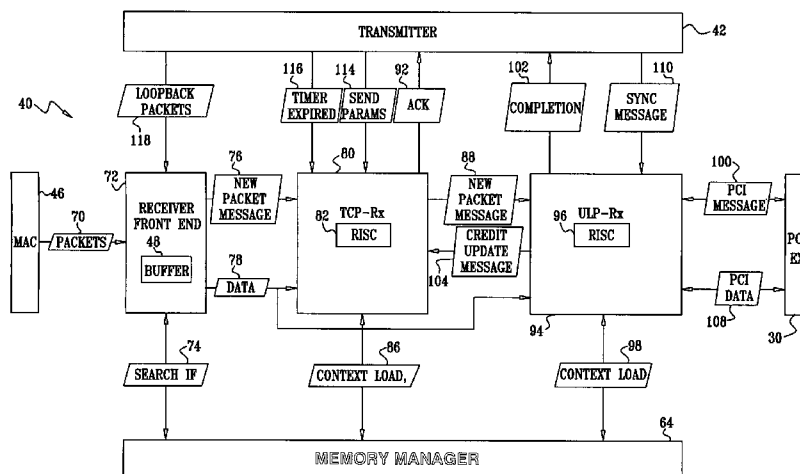 TRANSMITTER
42
40
LOOPBACK
PACKETS
118
116
TIMER
EXPIRED
114
SEND
PARAMS
92
ACK
102
COMPLETION
110
SYNC
MESSAGE
46
MAC
70
PACKETS
72
RECEIVER
FRONT END
48
BUFFER
76
NEW
PACKET
MESSAGE
78
DATA
80
TCP-Rx
82
RISC
88
NEW
PACKET
MESSAGE
CREDIT
UPDATE
MESSAGE
104
ULP-Rx
96
RISC
94
100
PCI
MESSAGE
PCI
DATA
108
30
74
SEARCH IF
86
CONTEXT LOAD,
98
CONTEXT LOAD
64
MEMORY MANAGER